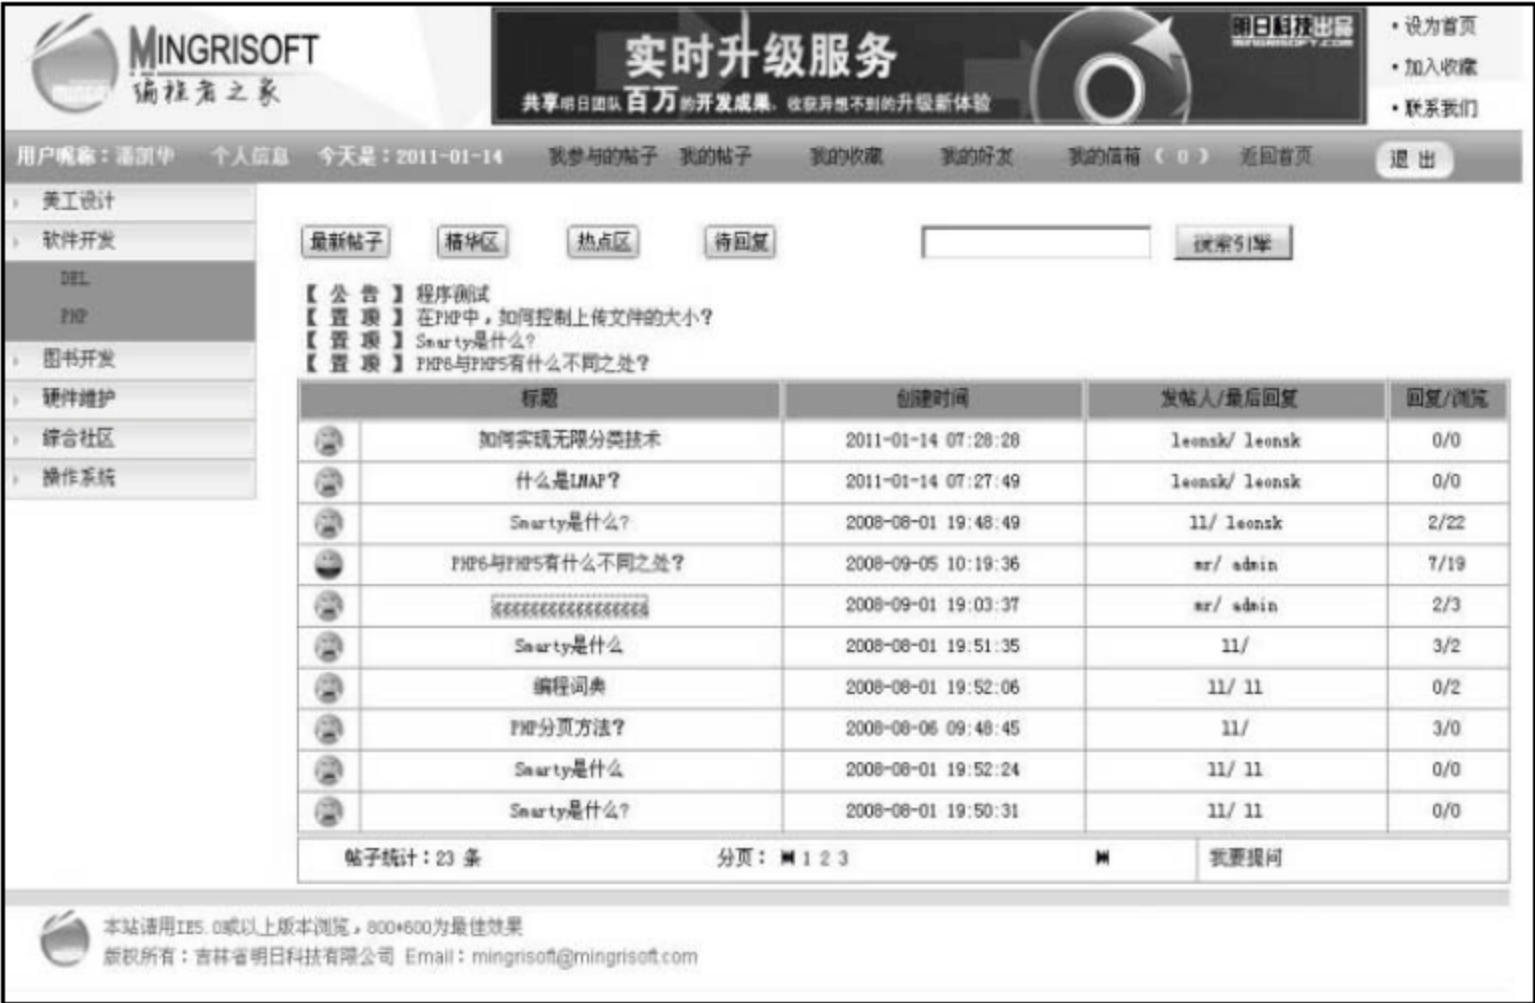 MINGRISOFT
编程者之家
实时升级服务
共享明日团队百万的开发成果，收获异想不到的升级新体验
明日科技出品
MINGRISOFT.COM
• 设为首页
• 加入收藏
• 联系我们
用户昵称：潘凯华 个人信息 今天是：2011-01-14 我参与的帖子 我的帖子 我的收藏 我的好友 我的信箱 ( 0 ) 返回首页 退 出
美工设计
软件开发
DEL
PHP
图书开发
硬件维护
综合社区
操作系统
最新帖子 精华区 热点区 待回复 搜索引擎
【 公 告 】 程序测试
【 置 顶 】 在PHP中，如何控制上传文件的大小？
【 置 顶 】 Smarty是什么?
【 置 顶 】 PHP6与PHP5有什么不同之处？
标题 创建时间 发帖人/最后回复 回复/浏览
如何实现无限分类技术 2011-01-14 07:28:28 leonsk/ leonsk 0/0
什么是LMAP？ 2011-01-14 07:27:49 leonsk/ leonsk 0/0
Smarty是什么? 2008-08-01 19:48:49 ll/ leonsk 2/22
PHP6与PHP5有什么不同之处？ 2008-09-05 10:19:36 mr/ admin 7/19
2008-09-01 19:03:37 mr/ admin 2/3
Smarty是什么 2008-08-01 19:51:35 ll/ 3/2
编程词典 2008-08-01 19:52:06 ll/ ll 0/2
PHP分页方法？ 2008-08-06 09:48:45 ll/ 3/0
Smarty是什么 2008-08-01 19:52:24 ll/ ll 0/0
Smarty是什么? 2008-08-01 19:50:31 ll/ ll 0/0
帖子统计：23 条 分页： 1 2 3 我要提问
本站请用IE5.0或以上版本浏览，800*600为最佳效果
版权所有：吉林省明日科技有限公司 Email：mingrisoft@mingrisoft.com